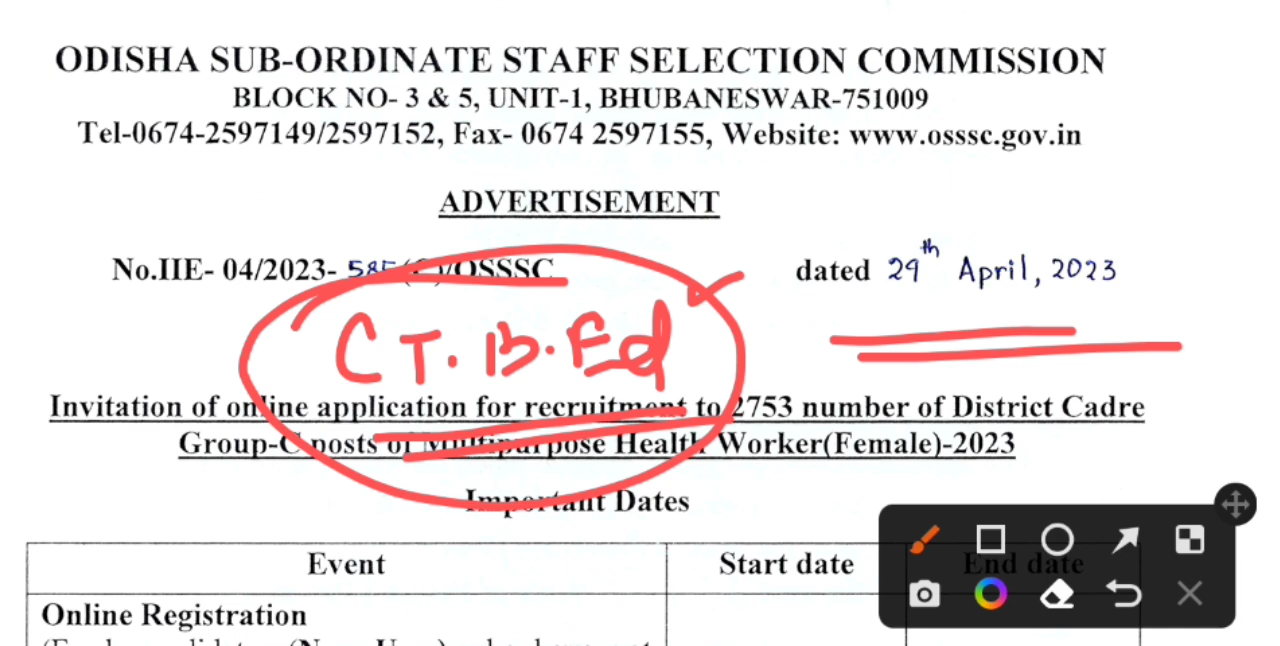 ODISHA SUB-ORDINATE STAFF SELECTION COMMISSION
BLOCK NO- 3 & 5, UNIT-1, BHUBANESWAR-751009
Tel-0674-2597149/2597152, Fax- 0674 2597155, Website: www.osssc.gov.in
ADVERTISEMENT
No.IIE- 04/2023- 585(C)/OSSSC dated 29th April, 2023
CT. B.Ed
Invitation of online application for recruitment to 2753 number of District Cadre
Group-C posts of Multipurpose Health Worker(Female)-2023
Important Dates
Event Start date End date
Online Registration